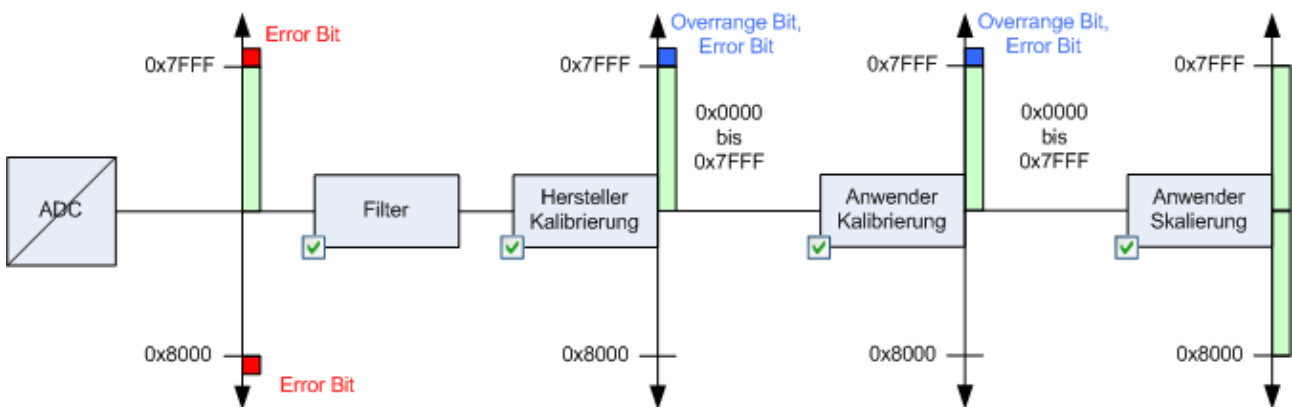 Error Bit
0x7FFF
Overrange Bit,
Error Bit
0x7FFF
0x0000
bis
0x7FFF
Overrange Bit,
Error Bit
0x7FFF
0x0000
bis
0x7FFF
0x7FFF
ADC
Filter
Hersteller
Kalibrierung
Anwender
Kalibrierung
Anwender
Skalierung
0x8000
Error Bit
0x8000
0x8000
0x8000